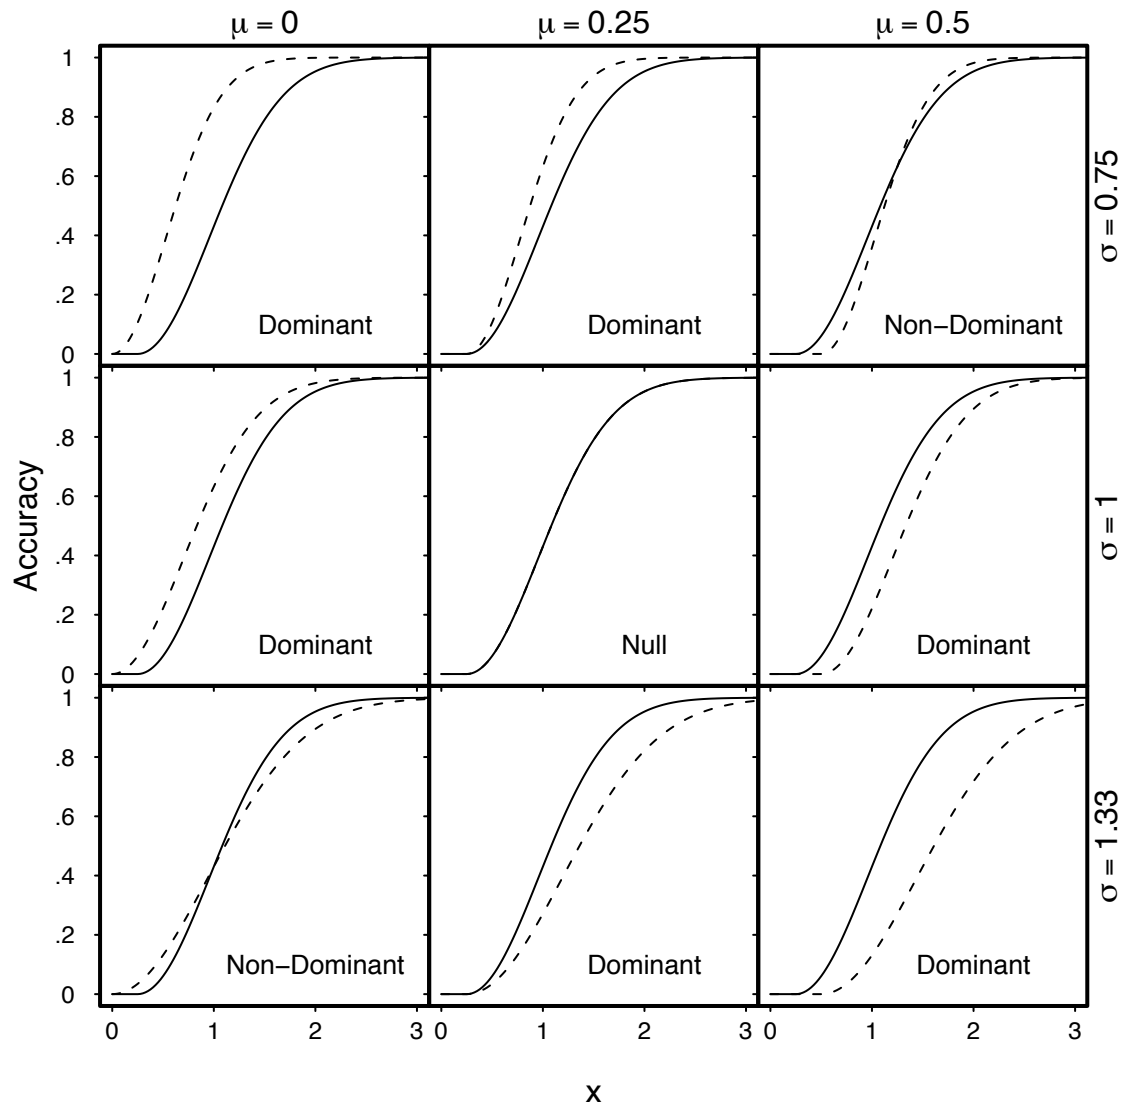 μ = 0
μ = 0.25
μ = 0.5
1
.8
.6
.4
.2
0
Dominant
Dominant
Non−Dominant
σ = 0.75
1
.8
.6
.4
.2
0
Dominant
Null
Dominant
σ = 1
Accuracy
1
.8
.6
.4
.2
0
Non−Dominant
Dominant
Dominant
σ = 1.33
0 1 2 3
0 1 2 3
0 1 2 3
x